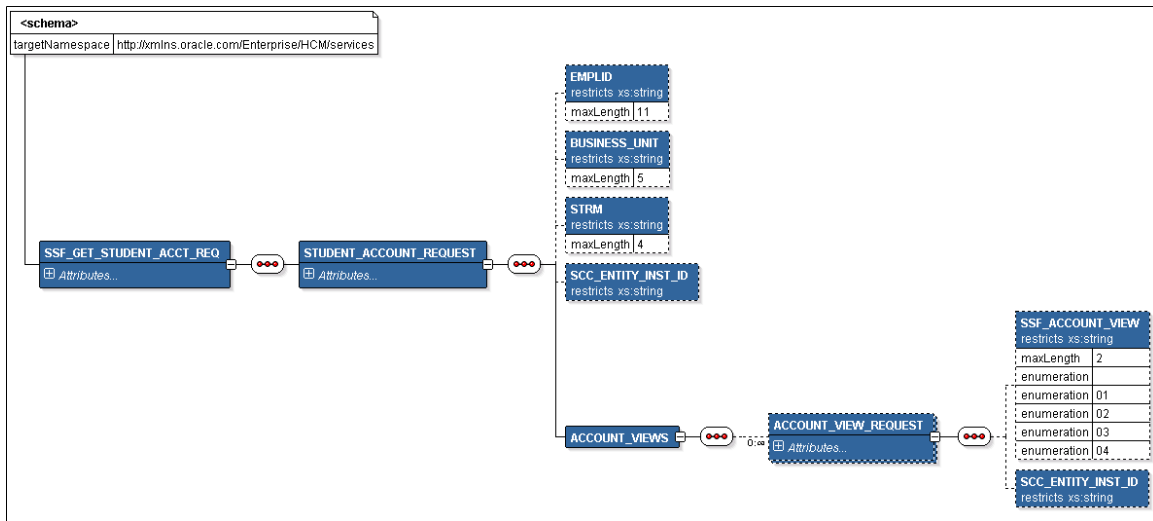 <schema>
targetNamespace http://xmlns.oracle.com/Enterprise/HCM/services
EMPLID
restricts xs:string
maxLength 11
BUSINESS_UNIT
restricts xs:string
maxLength 5
STRM
restricts xs:string
maxLength 4
SSF_GET_STUDENT_ACCT_REQ
Attributes...
STUDENT_ACCOUNT_REQUEST
Attributes...
SCC_ENTITY_INST_ID
restricts xs:string
ACCOUNT_VIEWS
0:∞
ACCOUNT_VIEW_REQUEST
Attributes...
SSF_ACCOUNT_VIEW
restricts xs:string
maxLength 2
enumeration
enumeration 01
enumeration 02
enumeration 03
enumeration 04
SCC_ENTITY_INST_ID
restricts xs:string